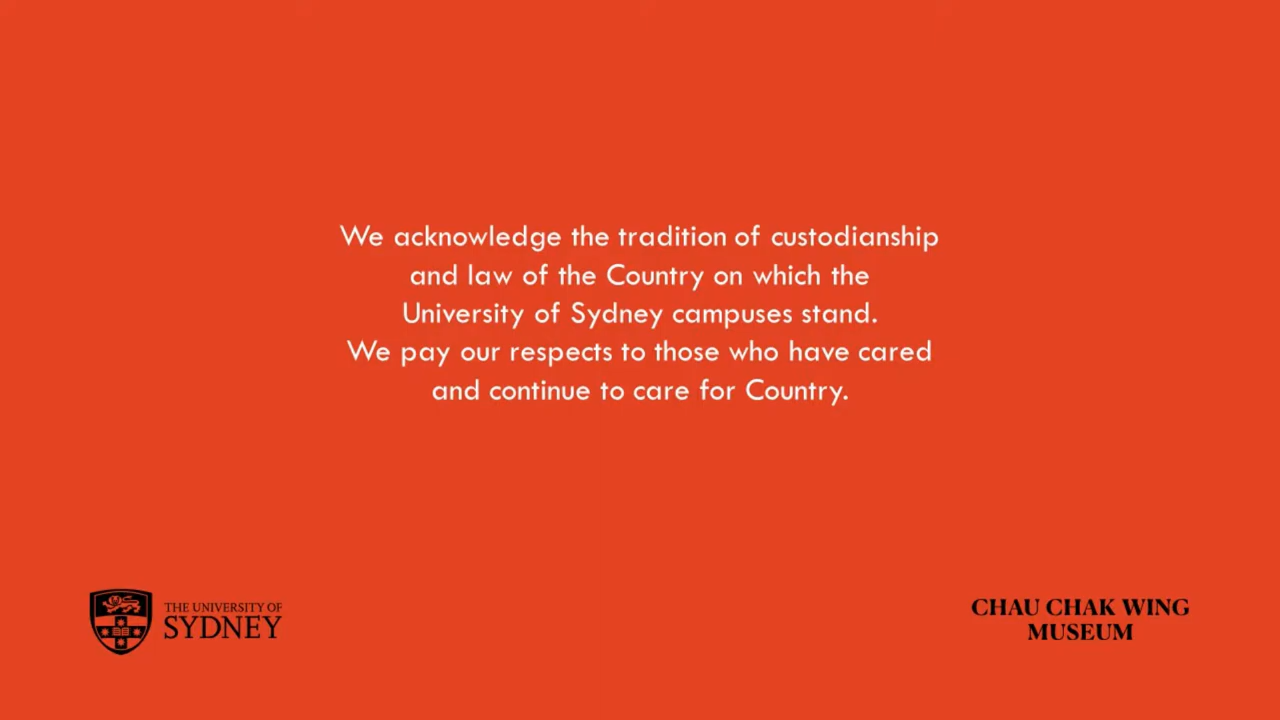 We acknowledge the tradition of custodianship
and law of the Country on which the
University of Sydney campuses stand.
We pay our respects to those who have cared
and continue to care for Country.
THE UNIVERSITY OF
SYDNEY
CHAU CHAK WING
MUSEUM